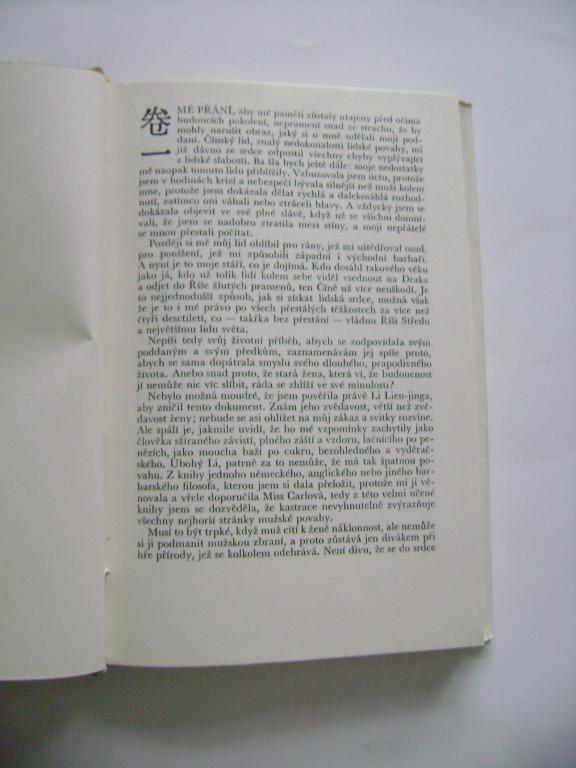 卷一
MÉ PŘÁNÍ, aby mé paměti zůstaly utajeny před očima
budoucích pokolení, nepramení snad ze strachu, že by
mohly narušit obraz, jaký si o mně udělali moji pod-
daní. Čínský lid, znalý nedokonalosti lidské povahy, mi
již dávno ze srdce odpustil všechny chyby vyplývající
z lidské slabosti. Ba šla bych ještě dále: moje nedostatky
mě naopak tomuto lidu přiblížily. Vzbuzovala jsem úctu, protože
jsem v hodinách krizí a nebezpečí bývala silnější než muži kolem
mne, protože jsem dokázala dělat rychlá a dalekosáhlá rozhod-
nutí, zatímco oni váhali nebo ztráceli hlavy. A vždycky jsem se
dokázala objevit ve své plné slávě, když už se všichni domní-
vali, že jsem se nadobro ztratila mezi stíny, a moji nepřátelé
se mnou přestali počítat.
Později si mě můj lid oblíbil pro rány, jež mi uštědřoval osud,
pro ponížení, jež mi způsobili západní i východní barbaři.
A nyní je to moje stáří, co je dojímá. Kdo dosáhl takového věku
jako já, kdo už tolik lidí kolem sebe viděl vsednout na Draka
a odjet do Říše žlutých pramenů, ten Číně už více neuškodí. Je
to nejjednodušší způsob, jak si získat lidská srdce, možná však
že je to i mé právo po všech přestálých těžkostech za více než
čtyři desetiletí, co — takřka bez přestání — vládnu Říši Středu
a největšímu lidu světa.
Nepíši tedy svůj životní příběh, abych se zodpovídala svým
poddaným a svým předkům, zaznamenávám jej spíše proto,
abych se sama dopátrala smyslu svého dlouhého, prapodivného
života. Anebo snad proto, že stará žena, která ví, že budoucnost
jí nemůže nic víc slíbit, ráda se zhlíží ve své minulosti?
Nebylo možná moudré, že jsem pověřila právě Li Lien-jinga,
aby zničil tento dokument. Znám jeho zvědavost, větší než zvě-
davost ženy; nebude se asi ohlížet na můj zákaz a svitky rozvine.
Ale spálí je, jakmile uvidí, že ho mé vzpomínky zachytily jako
člověka sžíraného závistí, plného záští a vzdoru, lačnícího po pe-
nězích, jako moucha baží po cukru, bezohledného a vyděrač-
ského. Ubohý Li, patrně za to nemůže, že má tak špatnou po-
vahu. Z knihy jednoho německého, anglického nebo jiného bar-
barského filosofa, kterou jsem si dala přeložit, protože mi ji vě-
novala a vřele doporučila Miss Carlová, tedy z této velmi učené
knihy jsem se dozvěděla, že kastrace nevyhnutelně zvýrazňuje
všechny nejhorší stránky mužské povahy.
Musí to být trpké, když muž cítí k ženě náklonnost, ale nemůže
si ji podmanit mužskou zbraní, a proto zůstává jen divákem při
hře přírody, jež se kolkolem odehrává. Není divu, že se do srdce